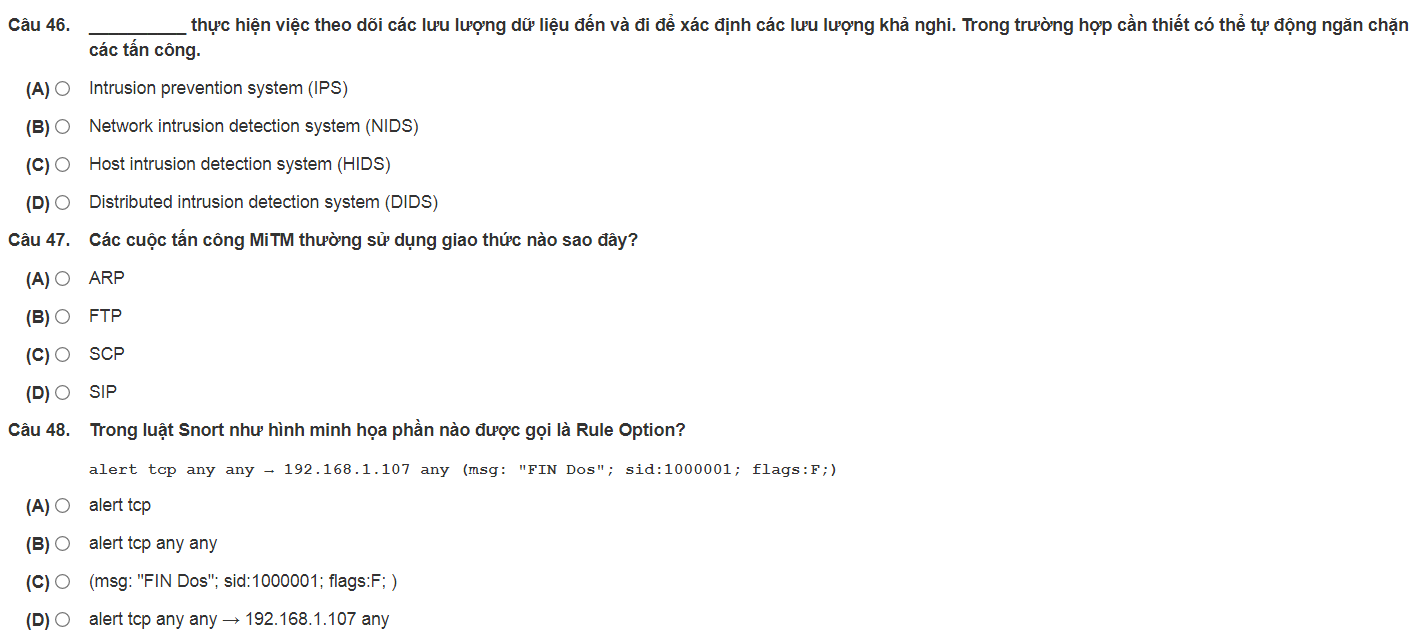 Câu 46. __________ thực hiện việc theo dõi các lưu lượng dữ liệu đến và đi để xác định các lưu lượng khả nghi. Trong trường hợp cần thiết có thể tự động ngăn chặn
các tấn công.
(A) Intrusion prevention system (IPS)
(B) Network intrusion detection system (NIDS)
(C) Host intrusion detection system (HIDS)
(D) Distributed intrusion detection system (DIDS)
Câu 47. Các cuộc tấn công MiTM thường sử dụng giao thức nào sao đây?
(A) ARP
(B) FTP
(C) SCP
(D) SIP
Câu 48. Trong luật Snort như hình minh họa phần nào được gọi là Rule Option?
alert tcp any any → 192.168.1.107 any (msg: "FIN Dos"; sid:1000001; flags:F;)
(A) alert tcp
(B) alert tcp any any
(C) (msg: "FIN Dos"; sid:1000001; flags:F; )
(D) alert tcp any any → 192.168.1.107 any